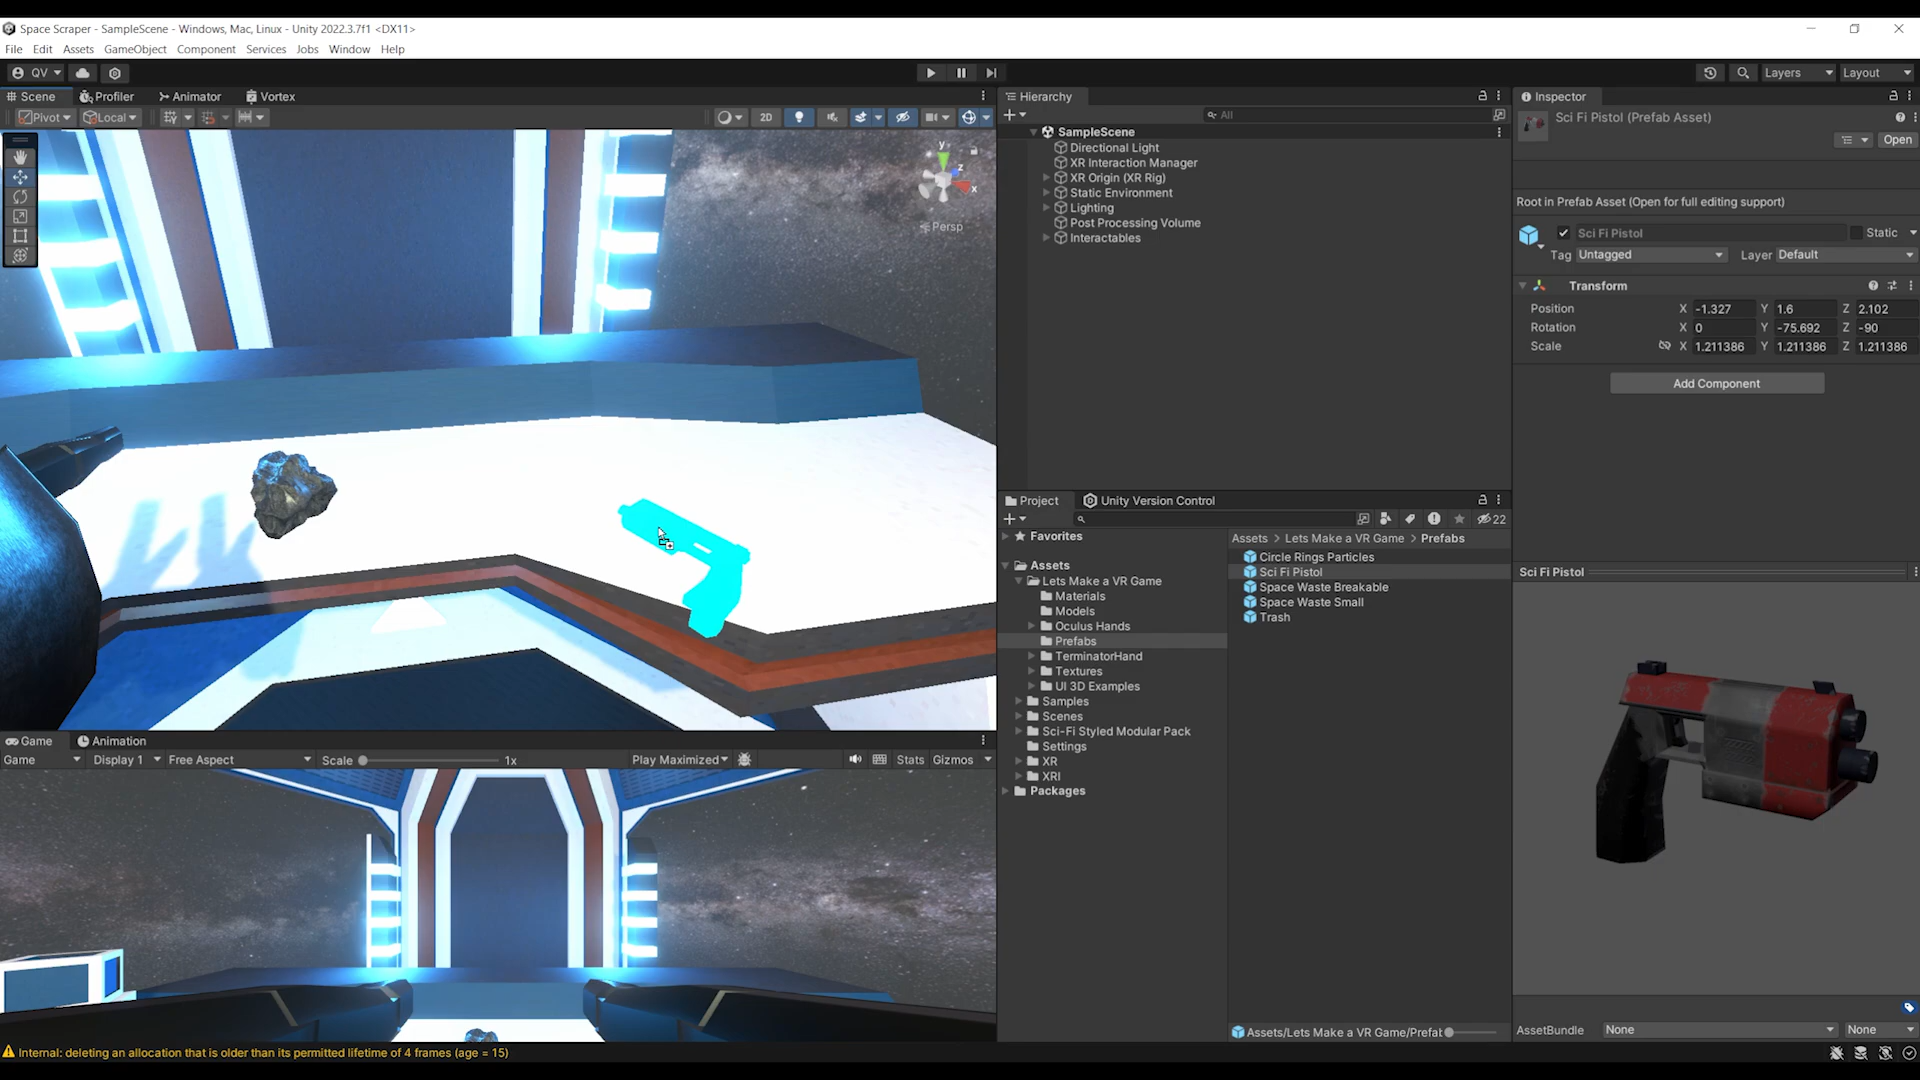 Space Scraper - SampleScene - Windows, Mac, Linux - Unity 2022.3.7f1 <DX11>
File Edit Assets GameObject Component Services Jobs Window Help
QV Layers Layout
Scene Profiler Animator Vortex
Pivot Local 2D
y z x
Persp
Hierarchy
All
SampleScene
Directional Light
XR Interaction Manager
XR Origin (XR Rig)
Static Environment
Lighting
Post Processing Volume
Interactables
Inspector
Sci Fi Pistol (Prefab Asset)
Open
Root in Prefab Asset (Open for full editing support)
Sci Fi Pistol Static
Tag Untagged Layer Default
Transform
Position X -1.327 Y 1.6 Z 2.102
Rotation X 0 Y -75.692 Z -90
Scale X 1.211386 Y 1.211386 Z 1.211386
Add Component
Project Unity Version Control
22
Favorites
Assets
Lets Make a VR Game
Materials
Models
Oculus Hands
Prefabs
TerminatorHand
Textures
UI 3D Examples
Samples
Scenes
Sci-Fi Styled Modular Pack
Settings
XR
XRI
Packages
Assets > Lets Make a VR Game > Prefabs
Circle Rings Particles
Sci Fi Pistol
Space Waste Breakable
Space Waste Small
Trash
Assets/Lets Make a VR Game/Prefat
Sci Fi Pistol
AssetBundle None None
Game Animation
Game Display 1 Free Aspect Scale 1x Play Maximized Stats Gizmos
Internal: deleting an allocation that is older than its permitted lifetime of 4 frames (age = 15)